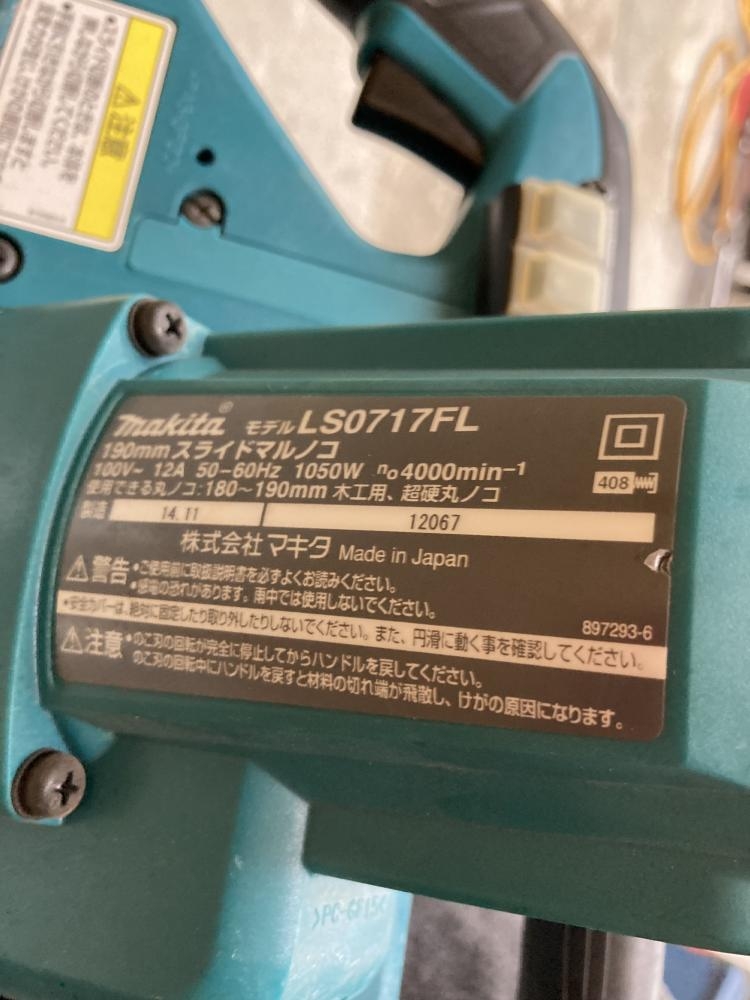 ⚠注意
makita® モデル LS0717FL
190mm スライドマルノコ
100V~ 12A 50-60Hz 1050W n₀4000min⁻¹
408
使用できる丸ノコ:180~190mm 木工用、超硬丸ノコ
製造 14.11 12067
株式会社 マキタ Made in Japan
⚠警告 •ご使用前に取扱説明書を必ずよくお読みください。
•感電の恐れがあります。雨中では使用しないでください。
897293-6
•安全カバーは、絶対に固定したり取り外したりしないでください。また、円滑に動く事を確認してください。
⚠注意 •のこ刃の回転が完全に停止してからハンドルを戻してください。
のこ刃の回転中にハンドルを戻すと材料の切れ端が飛散し、けがの原因になります。